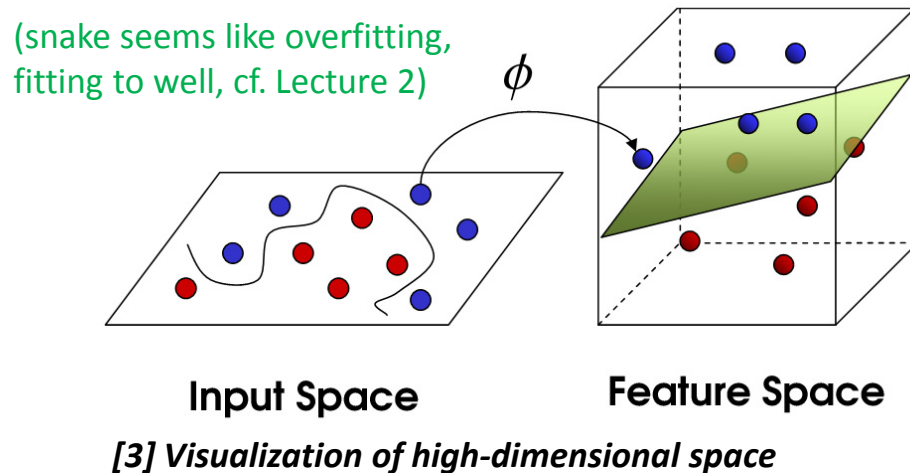 (snake seems like overfitting,
fitting to well, cf. Lecture 2)
ϕ
Input Space
Feature Space
[3] Visualization of high-dimensional space